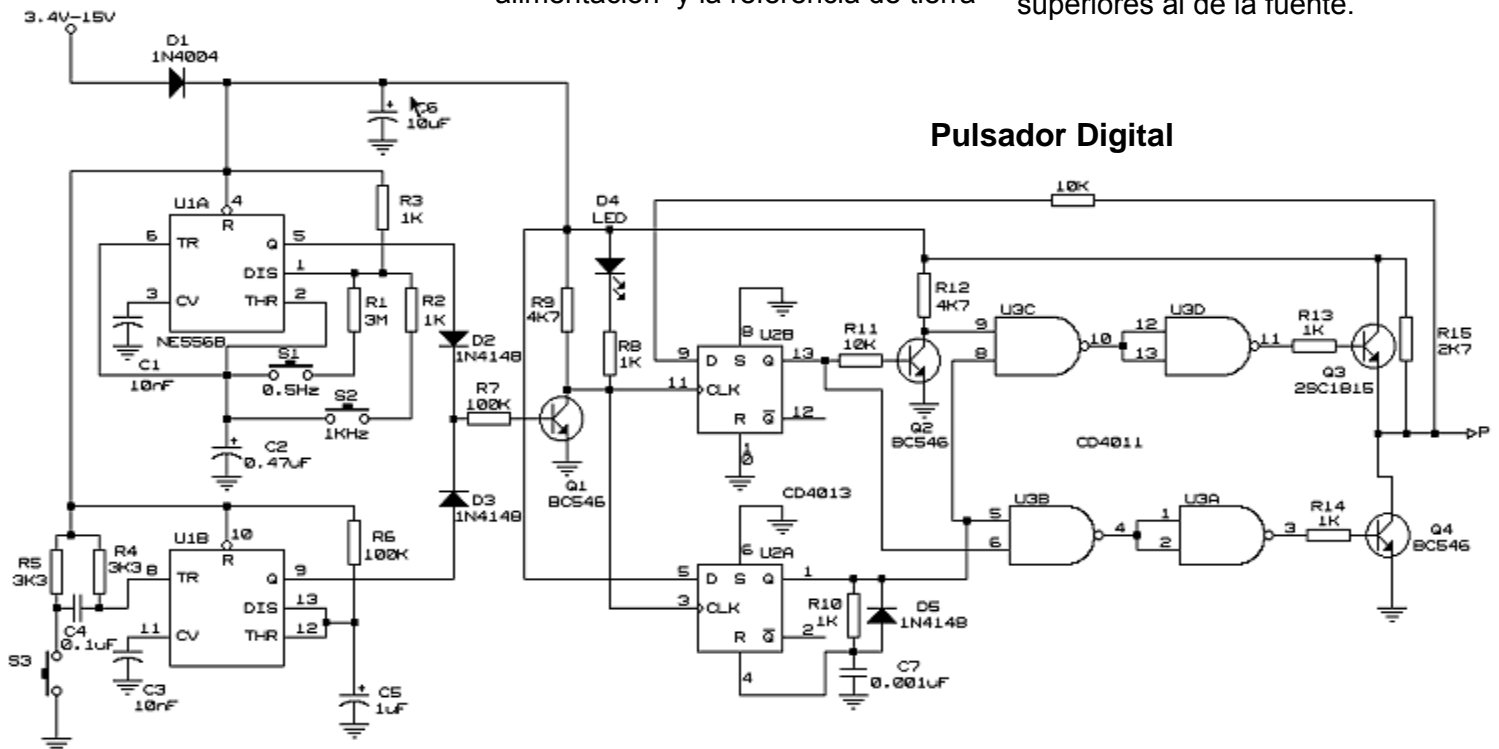 alimentación y la referencia de tierra
superiores al de la fuente.
3.4V-15V
D1
1N4004
C6
10uF
Pulsador Digital
10K
U1A
4
R
6 TR Q 5
DIS 1
3 CV THR 2
NE556B
C1
10nF
R3
1K
R1
3M
R2
1K
S1
0.5Hz
S2
1KHz
C2
0.47uF
D2
1N4148
R7
100K
D3
1N4148
R9
4K7
D4
LED
R8
1K
Q1
BC546
8
U2B
9 D S Q 13
11 CLK
R Q 12
10
CD4013
R11
10K
R12
4K7
Q2
BC546
U3C
9
8
10
U3D
12
13
11
R13
1K
Q3
2SC1815
R15
2K7
P
CD4011
U3B
5
6
4
U3A
1
2
3
R14
1K
Q4
BC546
6 U2A
5 D S Q 1
3 CLK
R Q 2
4
R10
1K
D5
1N4148
C7
0.001uF
R5
3K3
R4
3K3
U1B
10
R
8 TR Q 9
DIS 13
11 CV THR 12
R6
100K
C4
0.1uF
S3
C3
10nF
C5
1uF